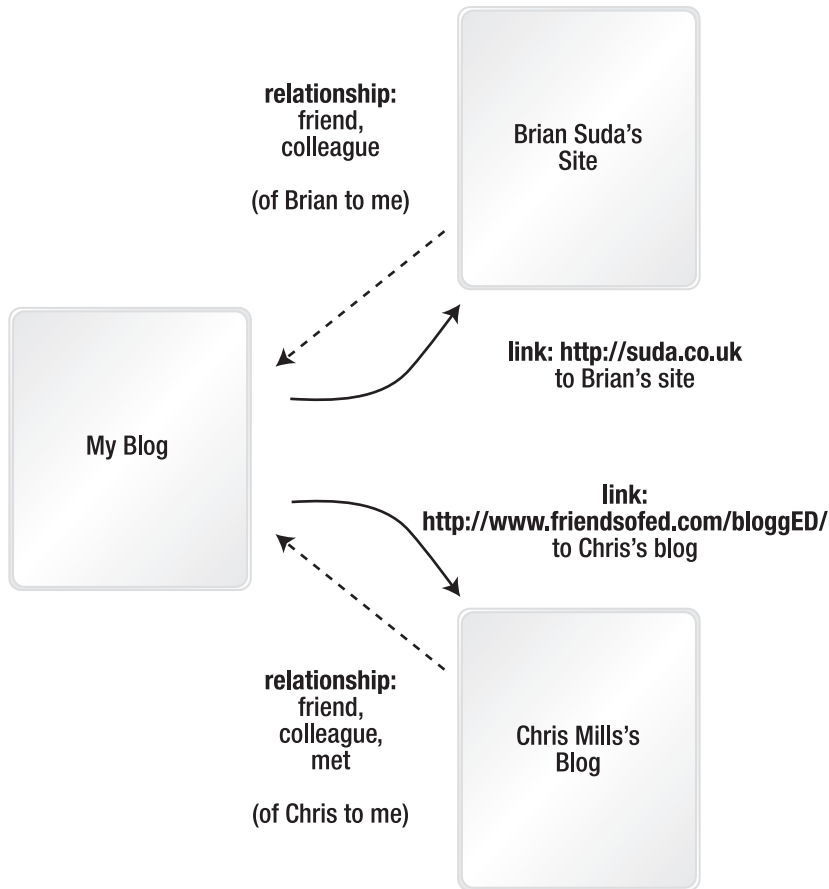 relationship:
friend,
colleague
(of Brian to me)
Brian Suda's
Site
link: http://suda.co.uk
to Brian's site
My Blog
link:
http://www.friendsofed.com/bloggED/
to Chris's blog
relationship:
friend,
colleague,
met
(of Chris to me)
Chris Mills's
Blog